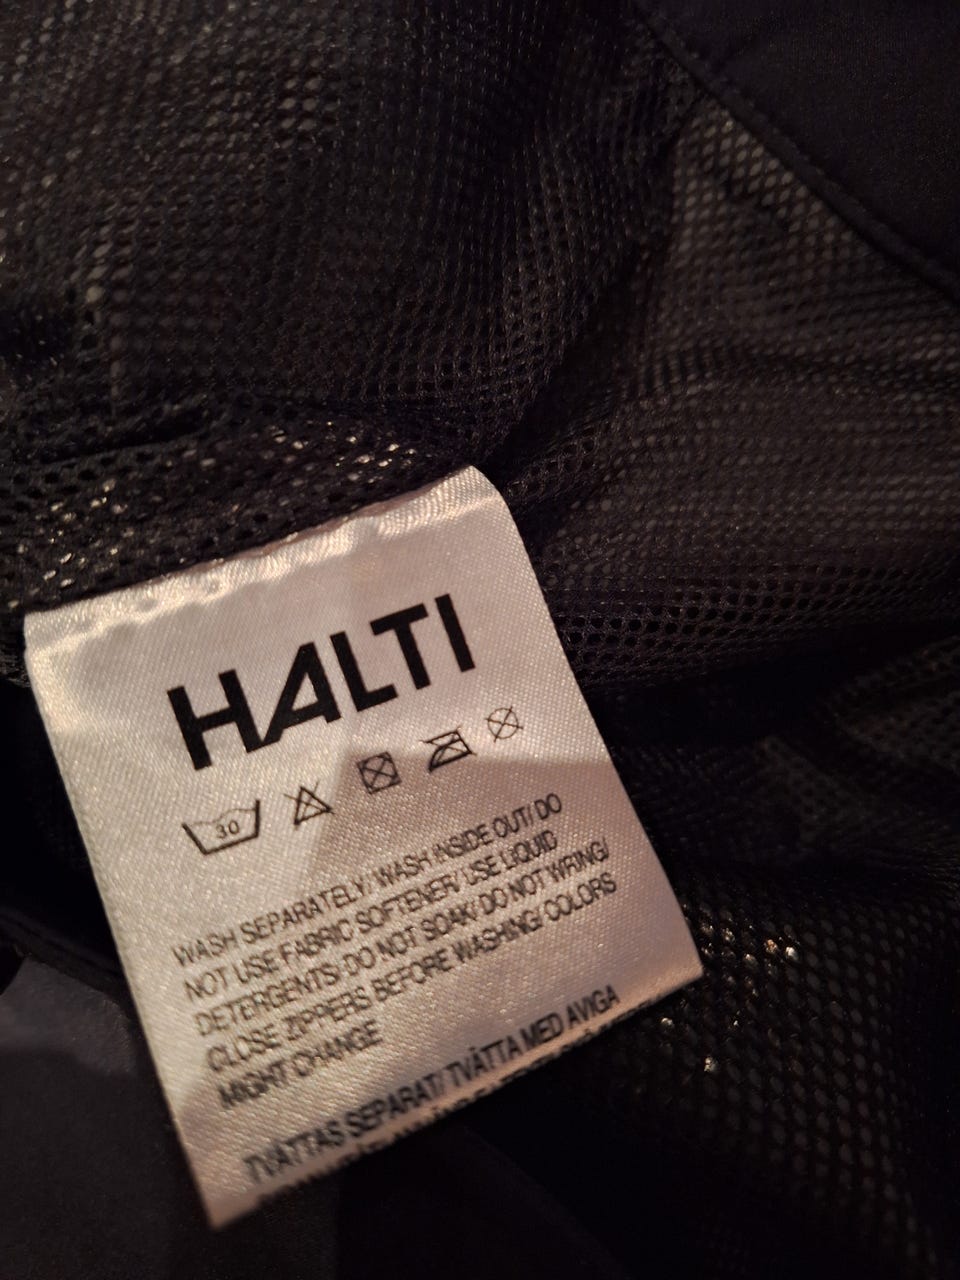 HALTI
30
WASH SEPARATELY/ WASH INSIDE OUT/ DO
NOT USE FABRIC SOFTENER/ USE LIQUID
DETERGENTS/ DO NOT SOAK/ DO NOT WRING/
CLOSE ZIPPERS BEFORE WASHING/ COLORS
MIGHT CHANGE
TVÄTTAS SEPARAT/ TVÄTTA MED AVIGA